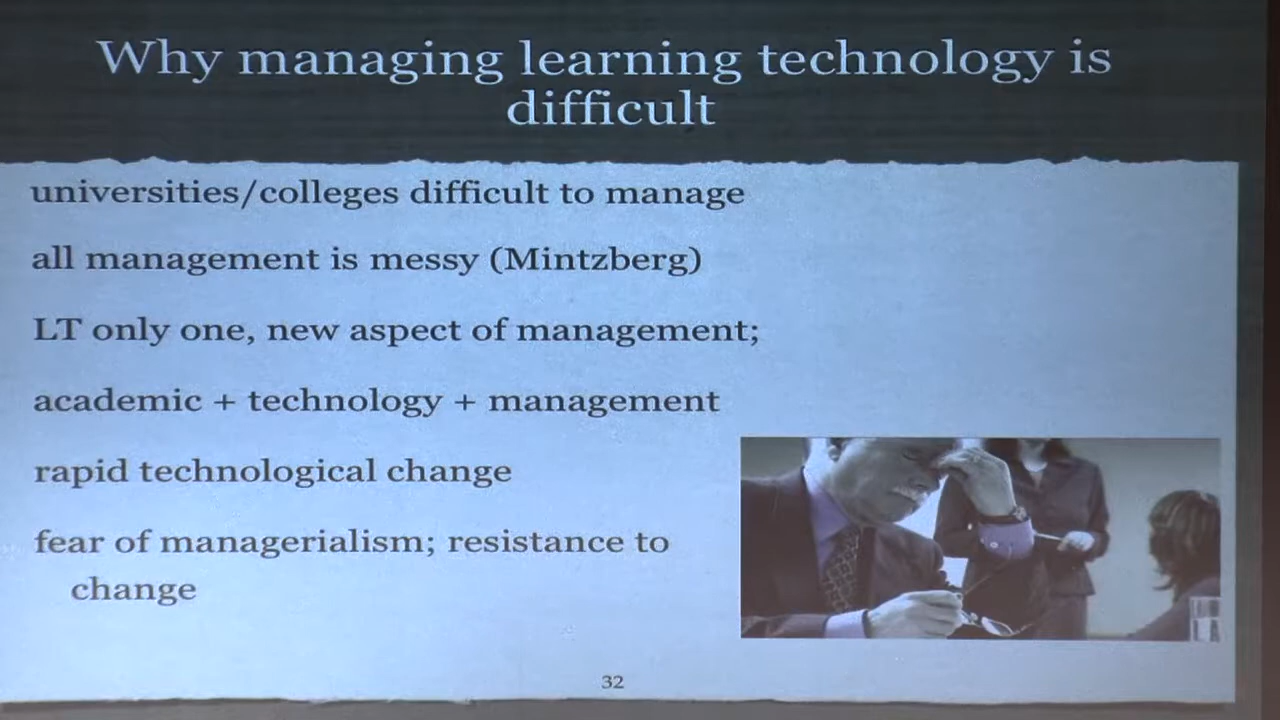 Why managing learning technology is
difficult
universities/colleges difficult to manage
all management is messy (Mintzberg)
LT only one, new aspect of management;
academic + technology + management
rapid technological change
fear of managerialism; resistance to
change
32